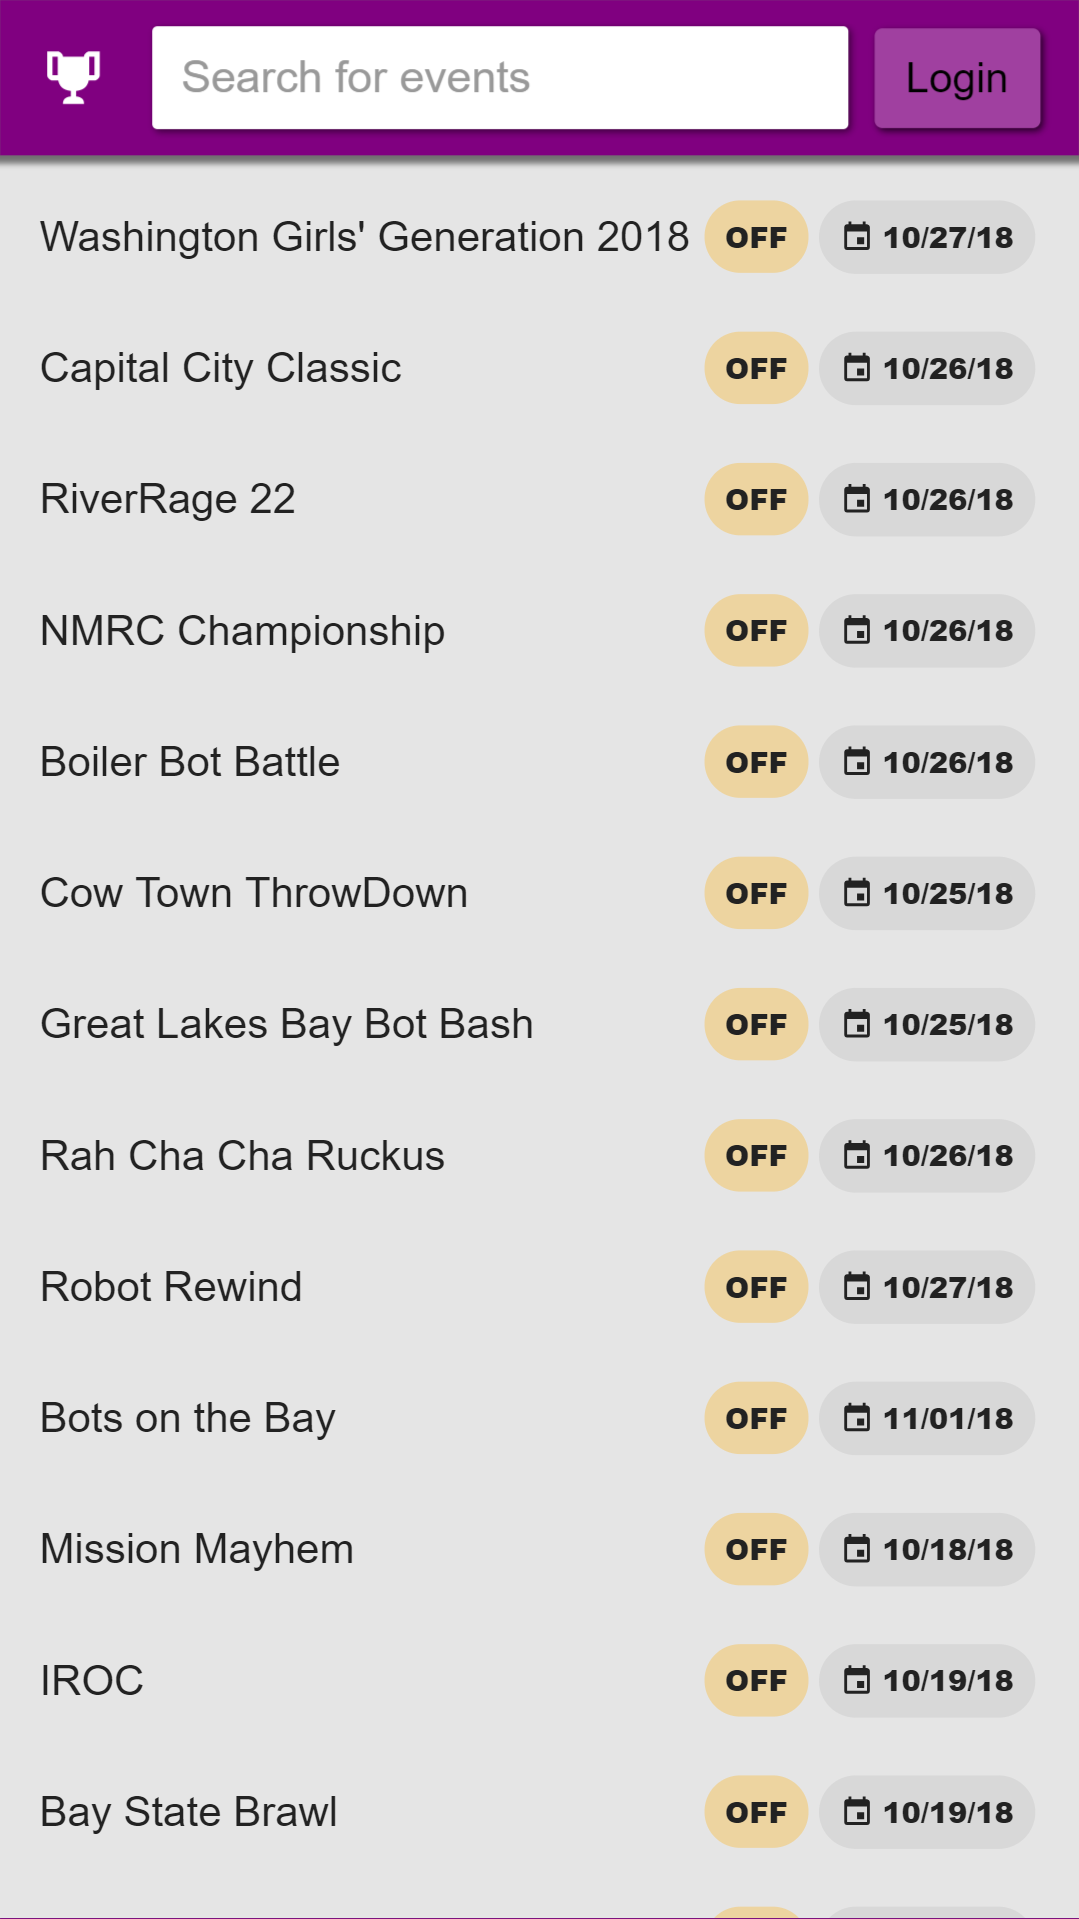 Search for events Login
Washington Girls' Generation 2018 OFF 10/27/18
Capital City Classic OFF 10/26/18
RiverRage 22 OFF 10/26/18
NMRC Championship OFF 10/26/18
Boiler Bot Battle OFF 10/26/18
Cow Town ThrowDown OFF 10/25/18
Great Lakes Bay Bot Bash OFF 10/25/18
Rah Cha Cha Ruckus OFF 10/26/18
Robot Rewind OFF 10/27/18
Bots on the Bay OFF 11/01/18
Mission Mayhem OFF 10/18/18
IROC OFF 10/19/18
Bay State Brawl OFF 10/19/18